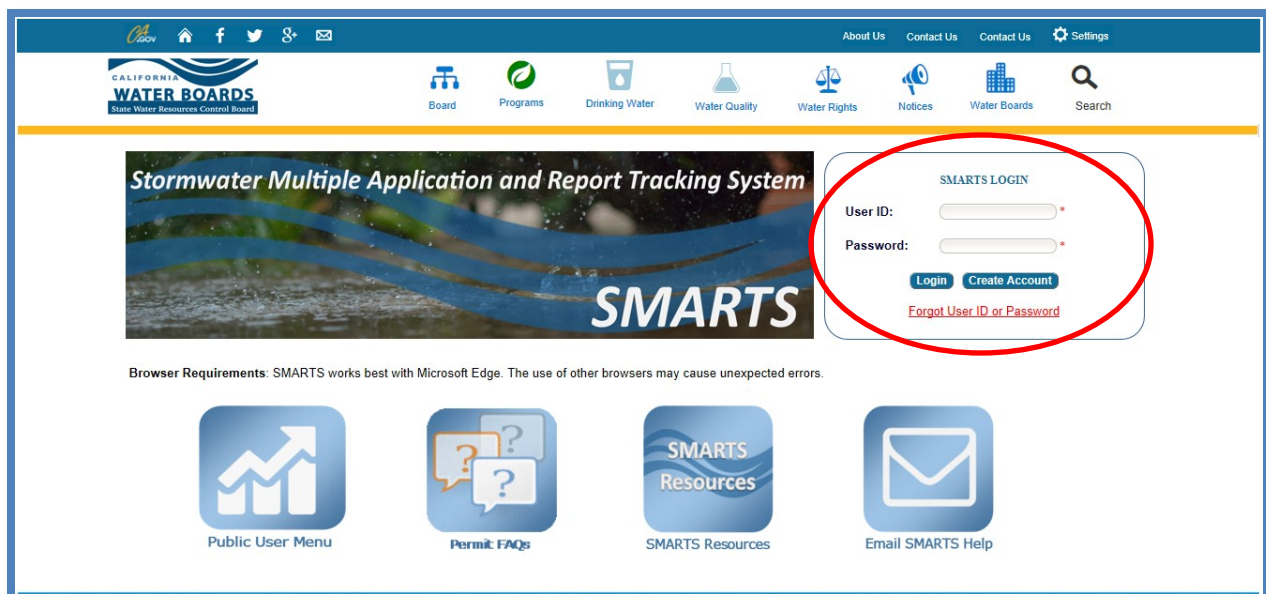 CA.GOV
f
8+
About Us
Contact Us
Contact Us
Settings
CALIFORNIA
WATER BOARDS
State Water Resources Control Board
Board
Programs
Drinking Water
Water Quality
Water Rights
Notices
Water Boards
Search
Stormwater Multiple Application and Report Tracking System
SMARTS
SMARTS LOGIN
User ID: *
Password: *
Login Create Account
Forgot User ID or Password
Browser Requirements: SMARTS works best with Microsoft Edge. The use of other browsers may cause unexpected errors.
? ? ?
SMARTS
Resources
Public User Menu
Permit FAQs
SMARTS Resources
Email SMARTS Help